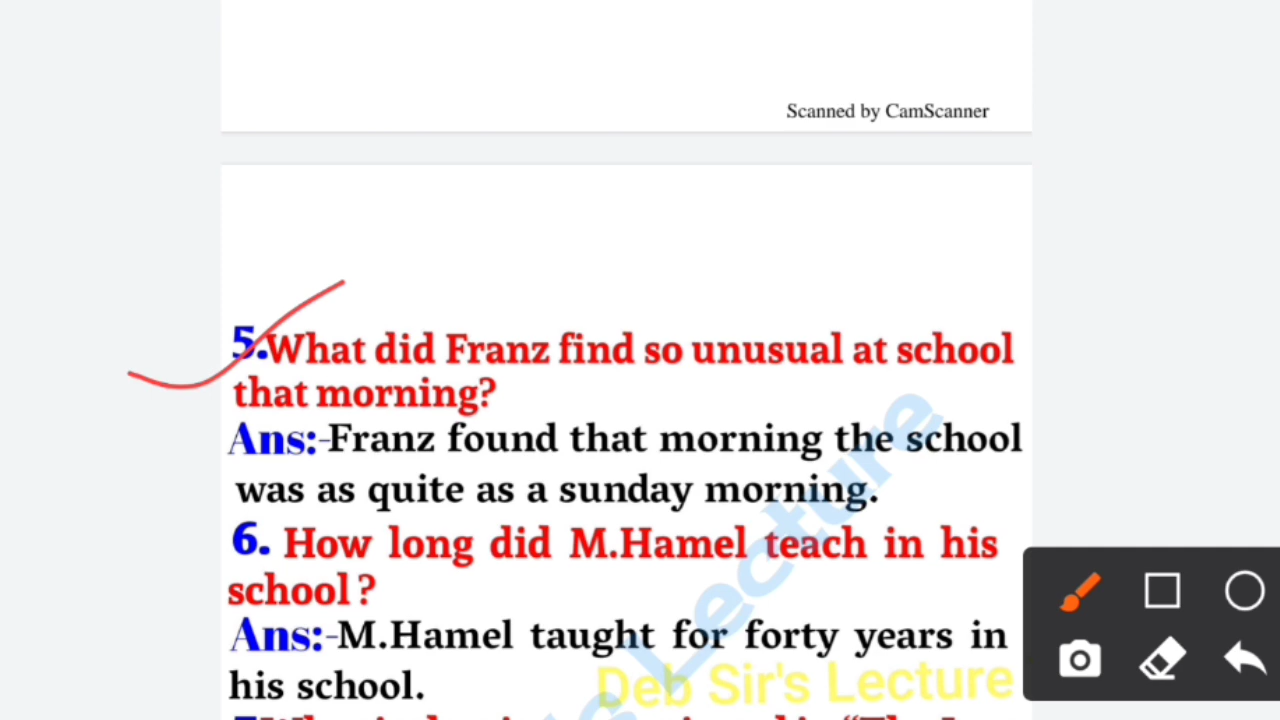 Scanned by CamScanner
5.What did Franz find so unusual at school
that morning?
Ans:-Franz found that morning the school
was as quite as a sunday morning.
6. How long did M.Hamel teach in his
school?
Ans:-M.Hamel taught for forty years in
his school.
Deb Sir's Lecture
Lecture